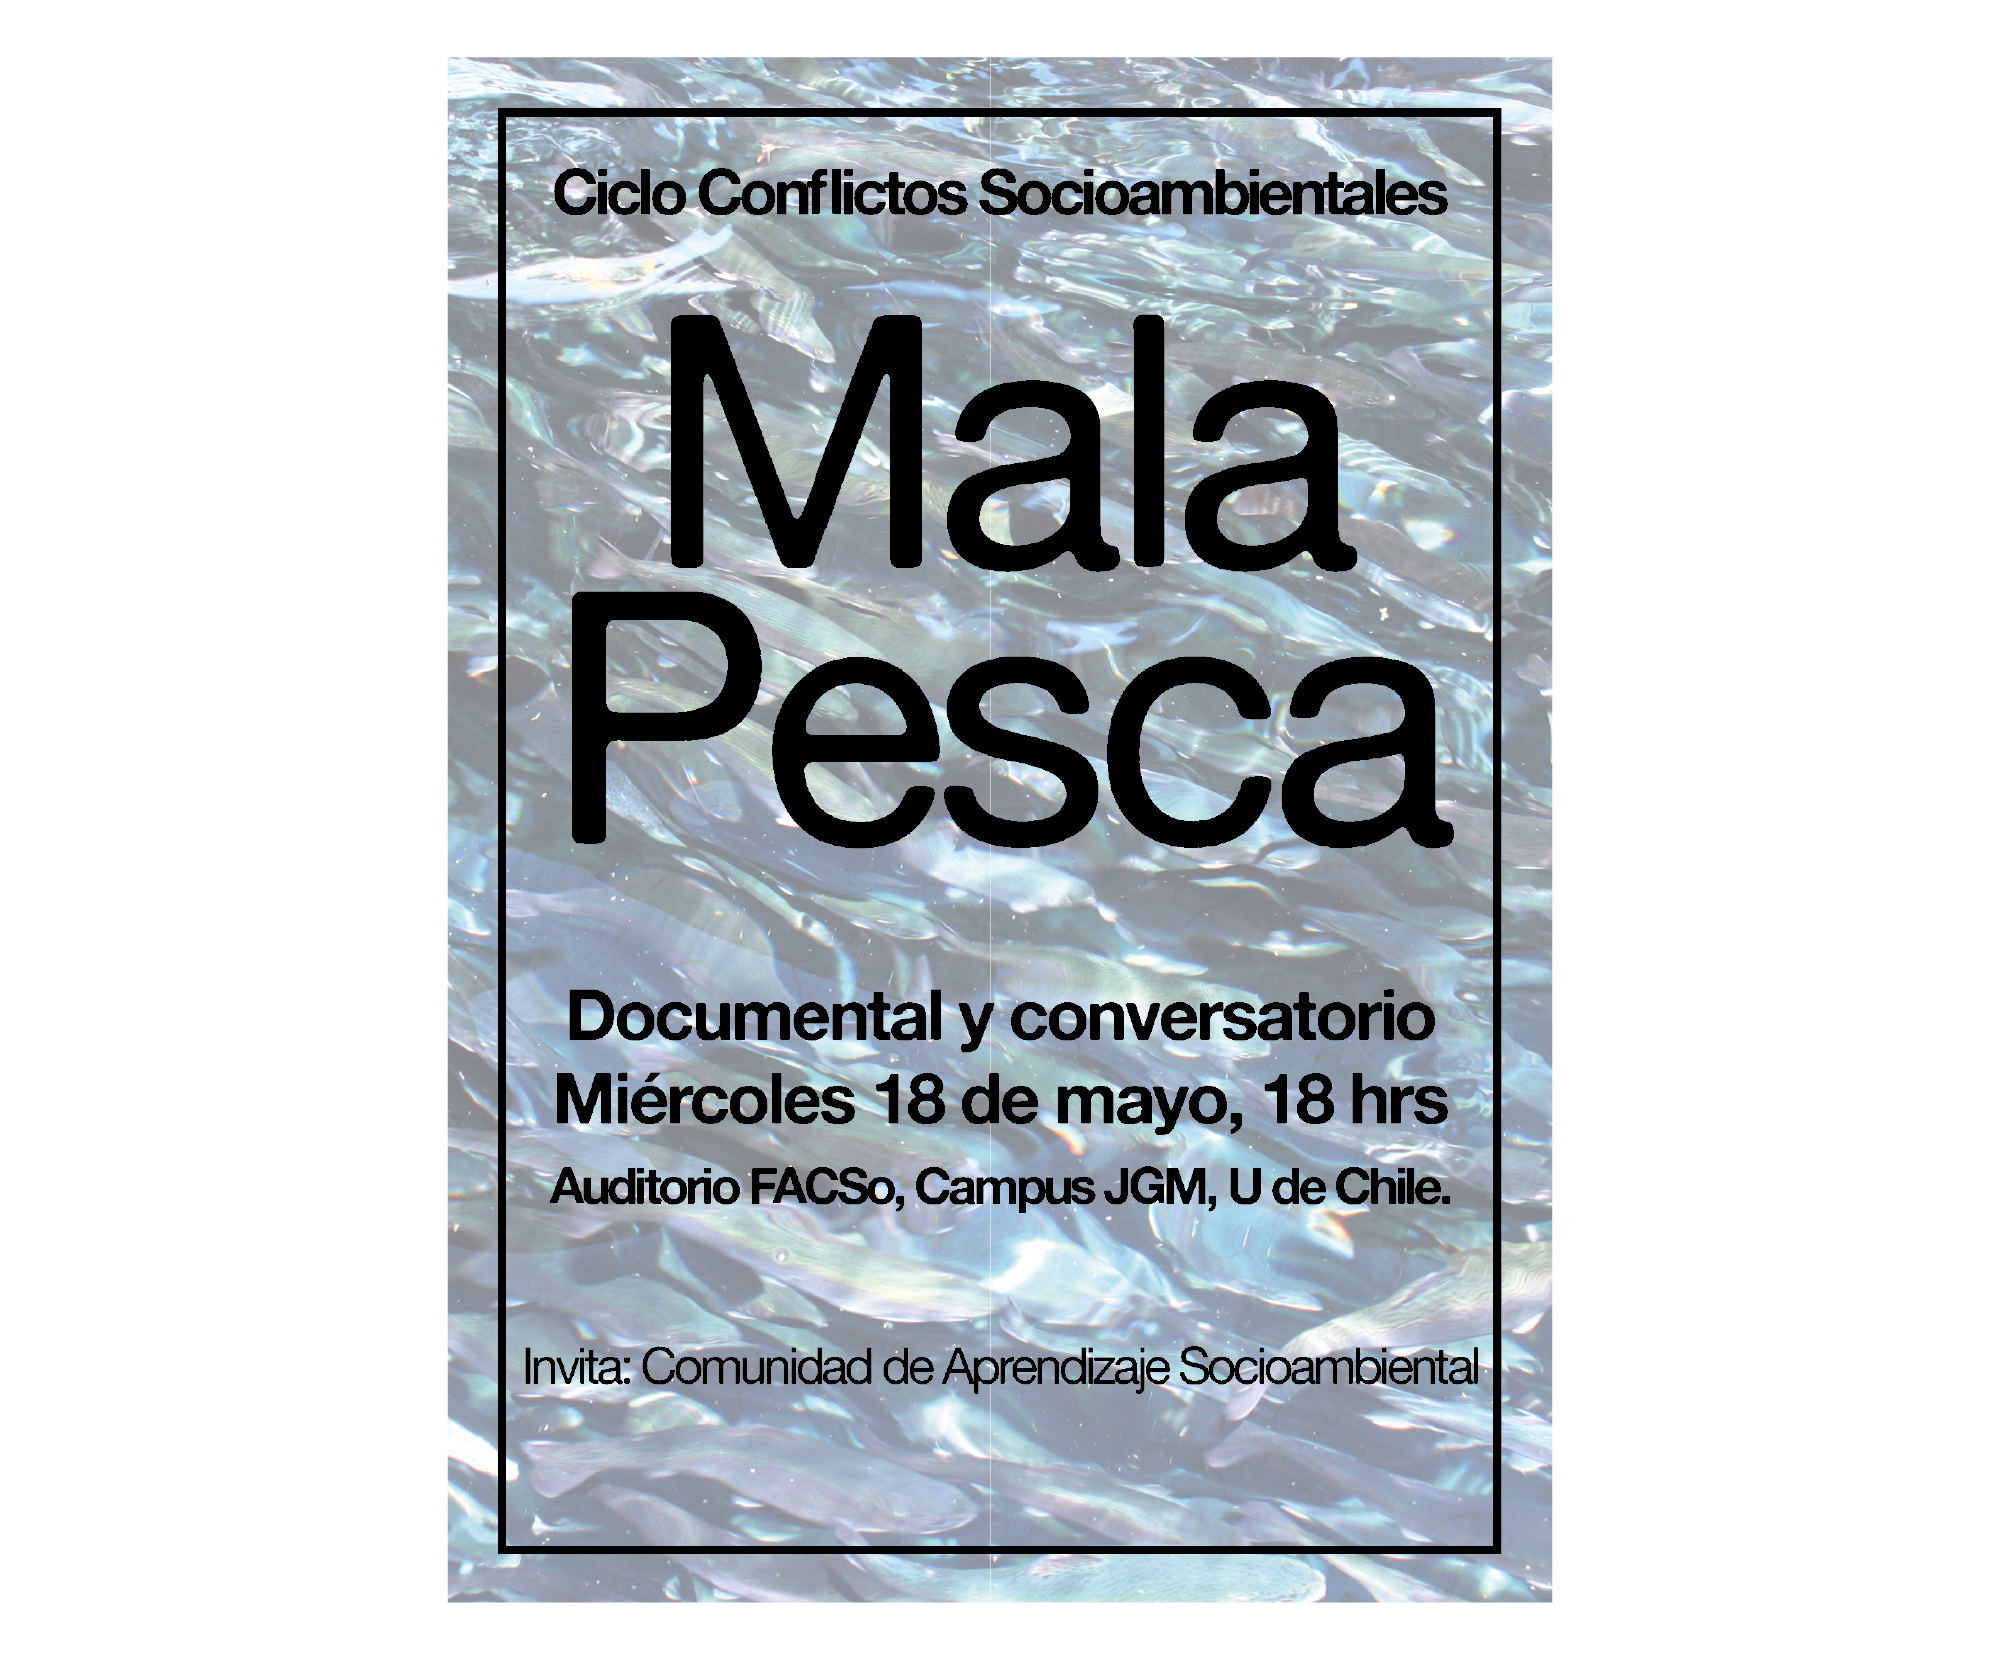 Ciclo Conflictos Socioambientales
Mala
Pesca
Documental y conversatorio
Miércoles 18 de mayo, 18 hrs
Auditorio FACSo, Campus JGM, U de Chile.
Invita: Comunidad de Aprendizaje Socioambiental